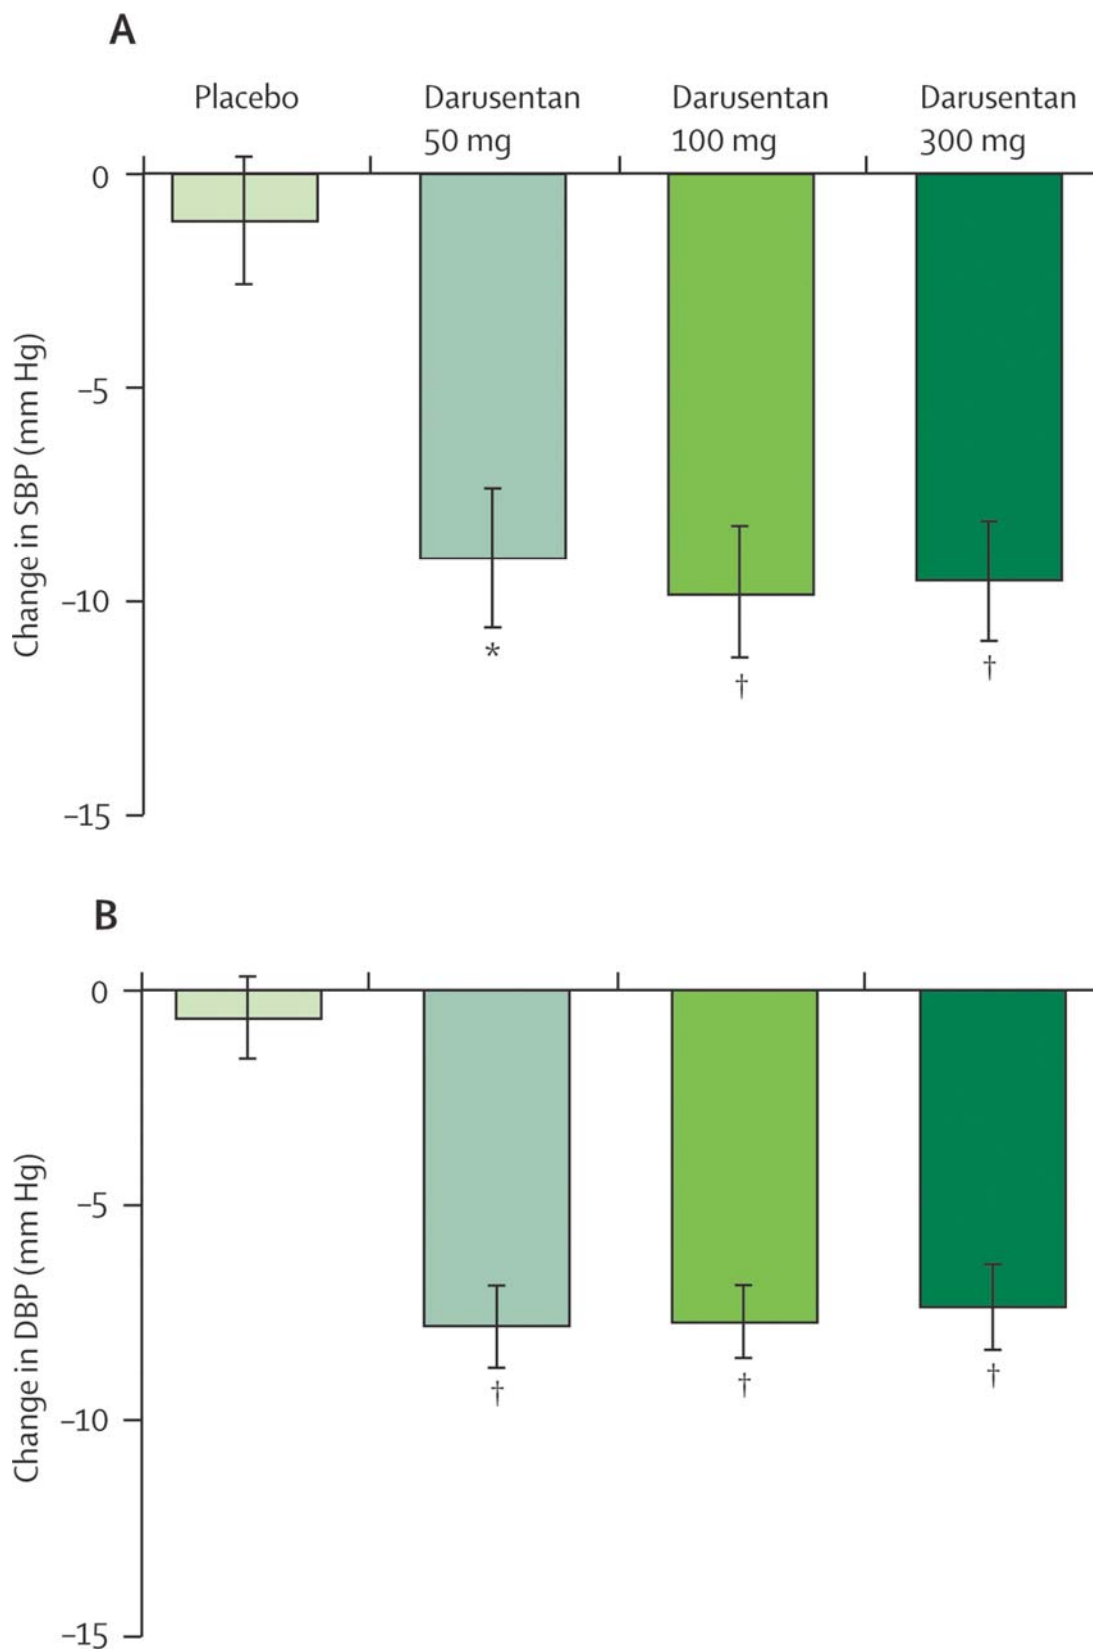 A
Placebo
Darusentan
50 mg
Darusentan
100 mg
Darusentan
300 mg
0
–5
–10
–15
Change in SBP (mm Hg)
*
†
†
B
0
–5
–10
–15
Change in DBP (mm Hg)
†
†
†